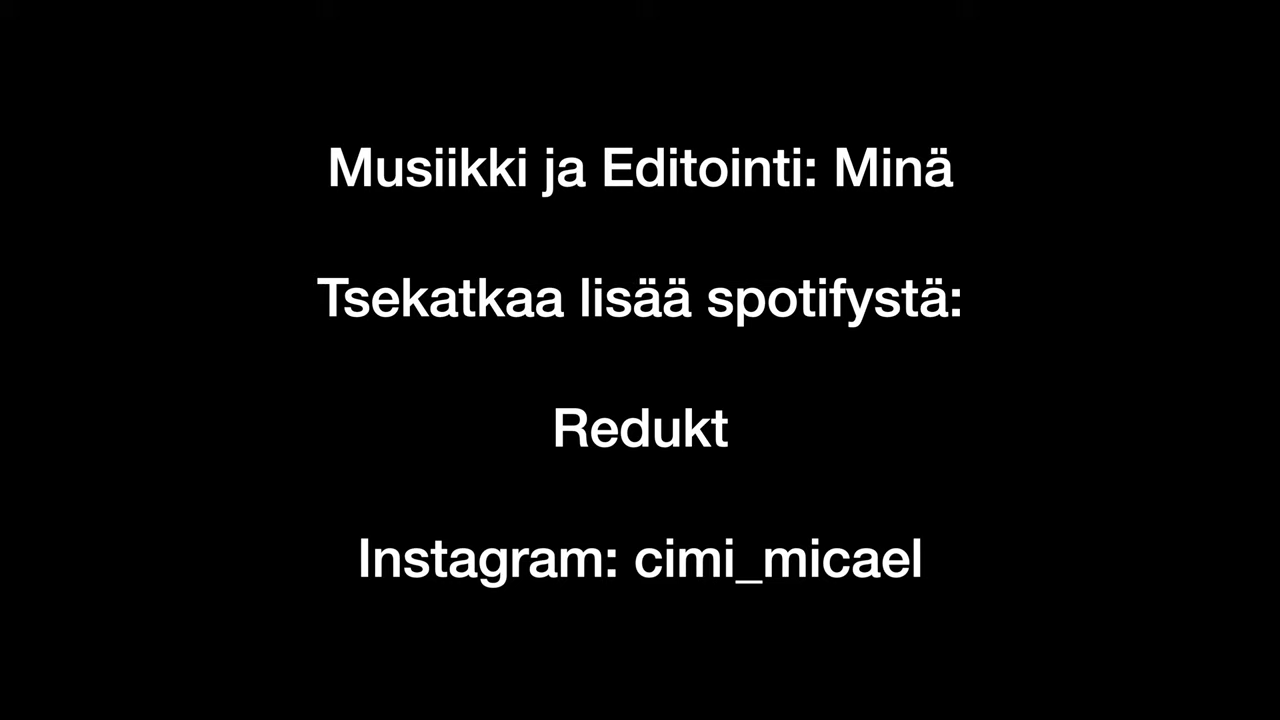 Musiikki ja Editointi: Minä
Tsekatkaa lisää spotifystä:
Redukt
Instagram: cimi_micael